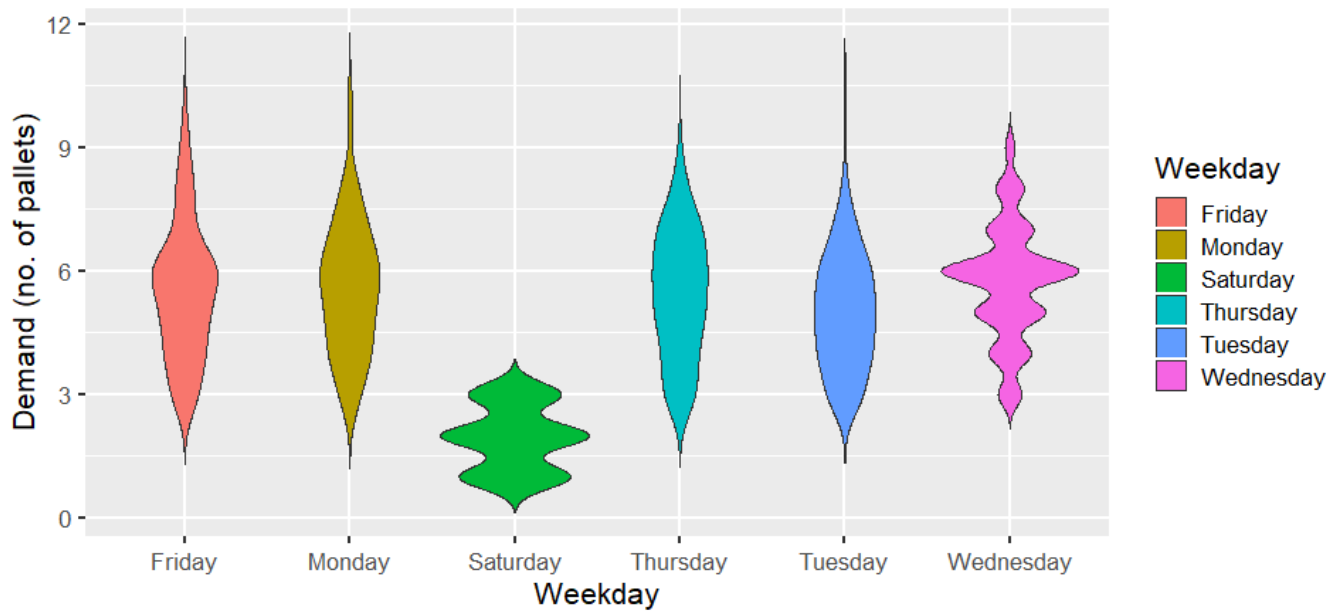 12
9
6
3
0
Demand (no. of pallets)
Friday
Monday
Saturday
Thursday
Tuesday
Wednesday
Weekday
Weekday
Friday
Monday
Saturday
Thursday
Tuesday
Wednesday